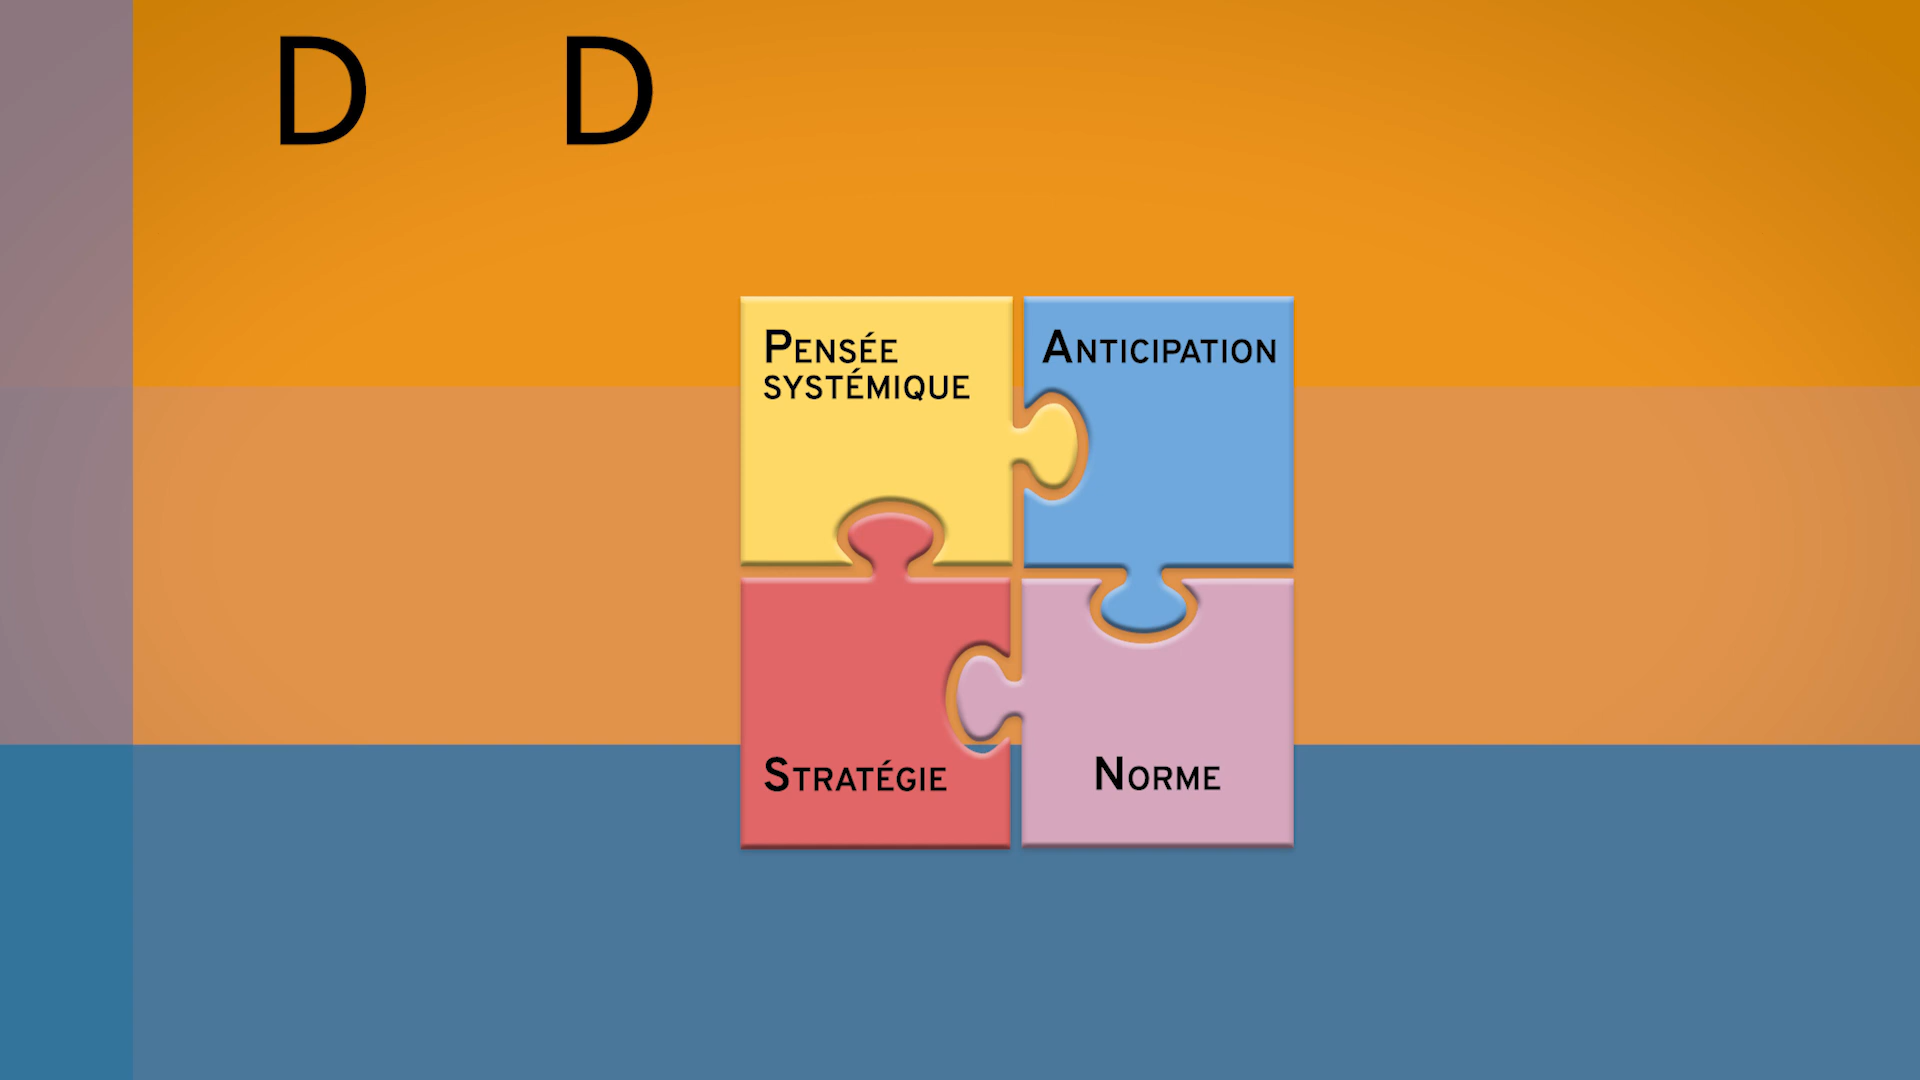 D D
PENSÉE
SYSTÉMIQUE
ANTICIPATION
STRATÉGIE
NORME